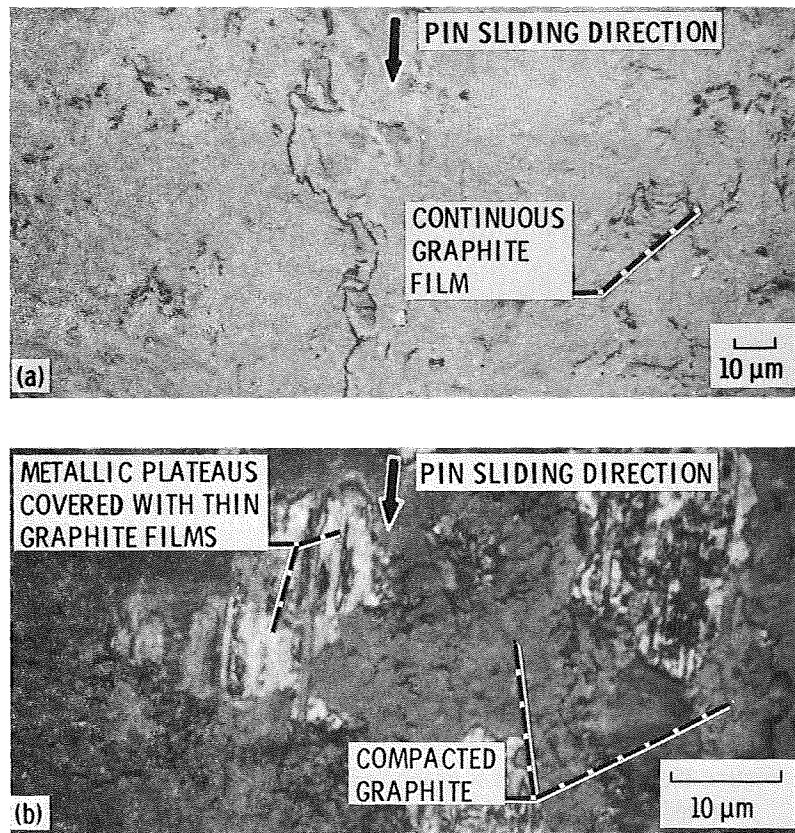 PIN SLIDING DIRECTION
CONTINUOUS
GRAPHITE
FILM
10 μm
(a)
METALLIC PLATEAUS
COVERED WITH THIN
GRAPHITE FILMS
PIN SLIDING DIRECTION
COMPACTED
GRAPHITE
10 μm
(b)